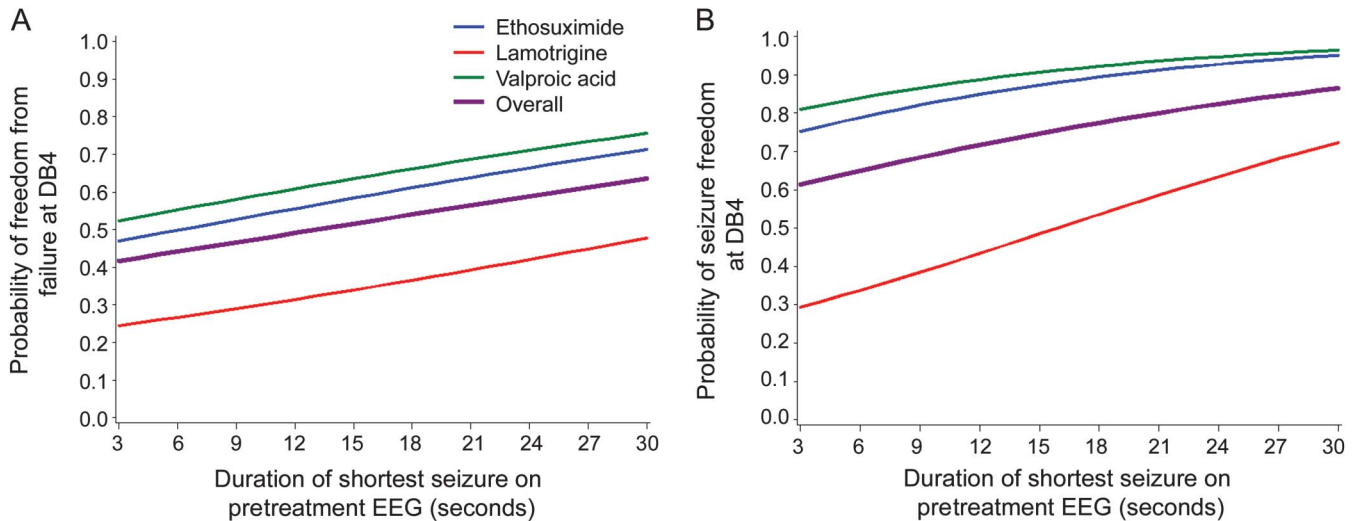 A
Ethosuximide
Lamotrigine
Valproic acid
Overall
Probability of freedom from
failure at DB4
1.0
0.9
0.8
0.7
0.6
0.5
0.4
0.3
0.2
0.1
0.0
3 6 9 12 15 18 21 24 27 30
Duration of shortest seizure on
pretreatment EEG (seconds)
B
Probability of seizure freedom
at DB4
1.0
0.9
0.8
0.7
0.6
0.5
0.4
0.3
0.2
0.1
0.0
3 6 9 12 15 18 21 24 27 30
Duration of shortest seizure on
pretreatment EEG (seconds)